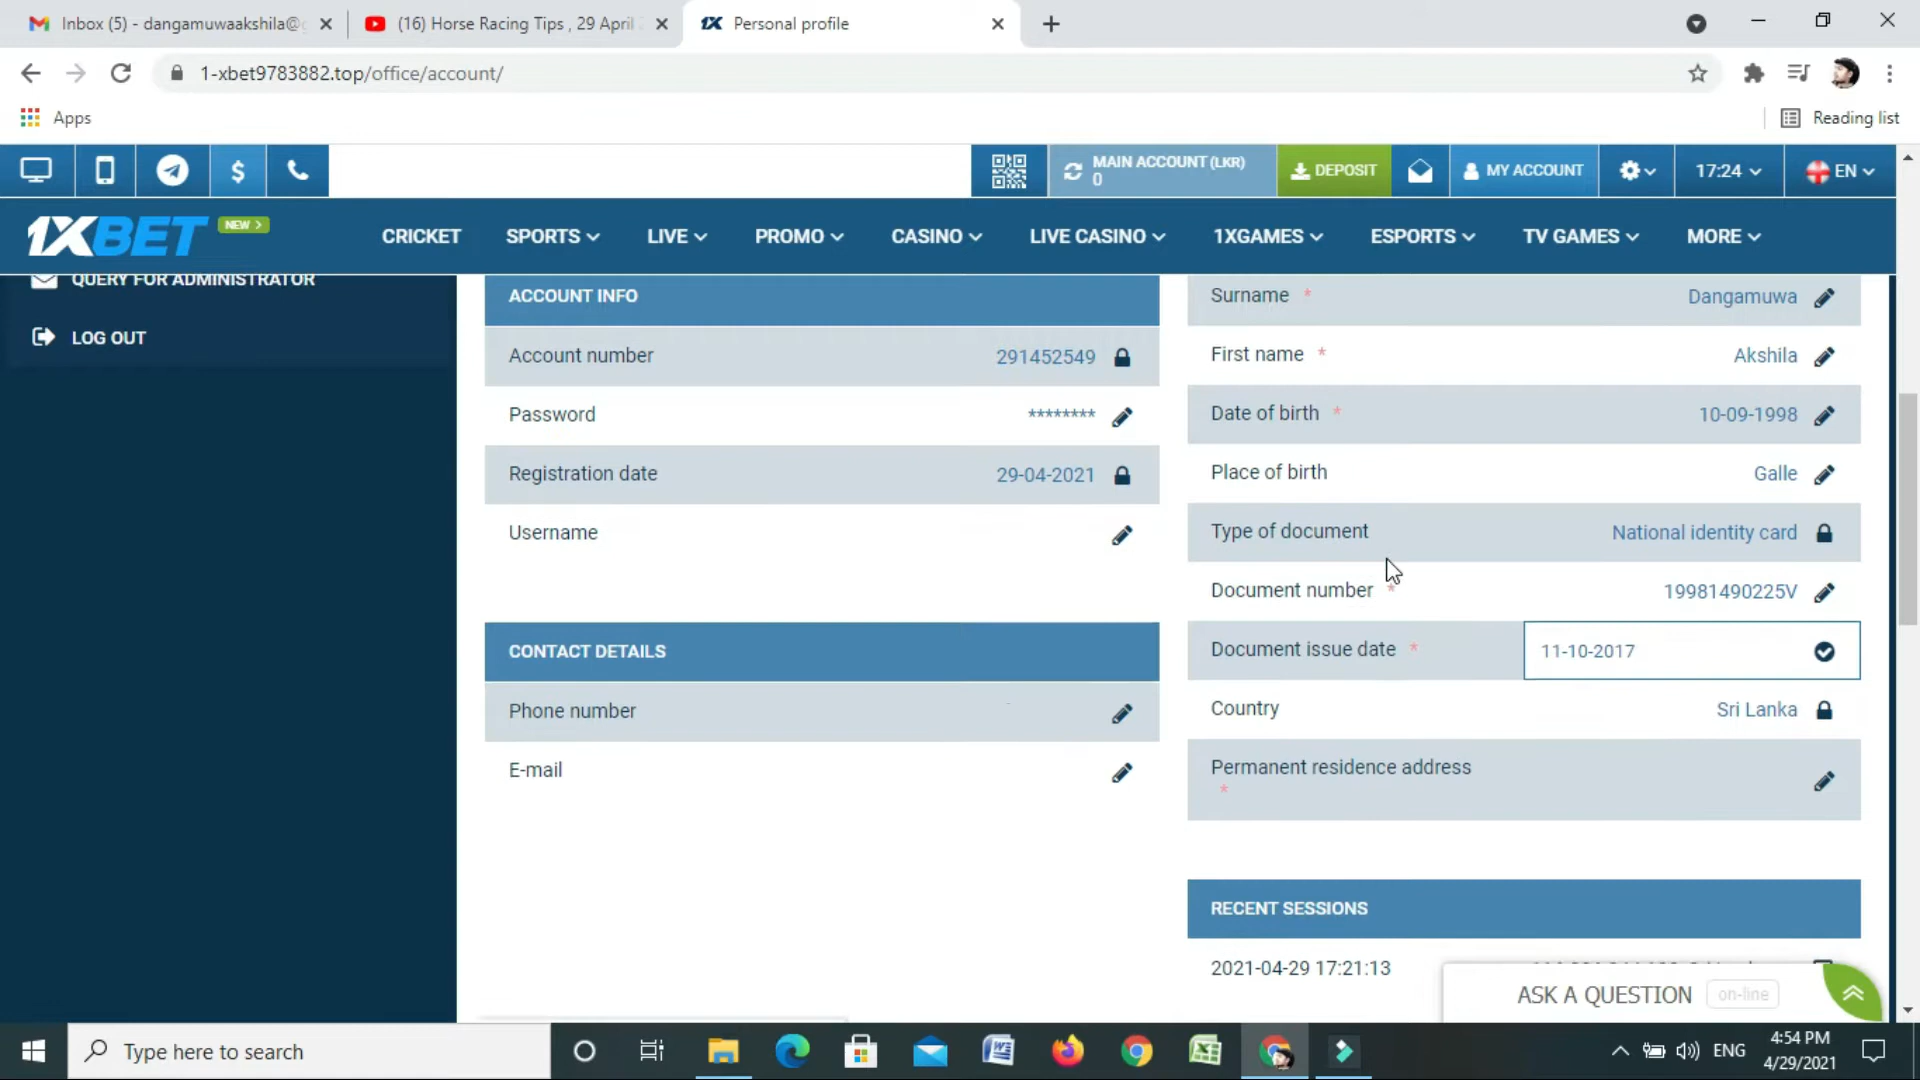 Inbox (5) - dangamuwaakshila@g
(16) Horse Racing Tips , 29 April 2
1X Personal profile
1-xbet9783882.top/office/account/
Apps
Reading list
$
MAIN ACCOUNT (LKR)
0
DEPOSIT
MY ACCOUNT
17:24
EN
1XBET
NEW >
CRICKET
SPORTS
LIVE
PROMO
CASINO
LIVE CASINO
1XGAMES
ESPORTS
TV GAMES
MORE
QUERY FOR ADMINISTRATOR
LOG OUT
ACCOUNT INFO
Account number 291452549
Password ********
Registration date 29-04-2021
Username
CONTACT DETAILS
Phone number
E-mail
Surname * Dangamuwa
First name * Akshila
Date of birth * 10-09-1998
Place of birth Galle
Type of document National identity card
Document number * 19981490225V
Document issue date * 11-10-2017
Country Sri Lanka
Permanent residence address
*
RECENT SESSIONS
2021-04-29 17:21:13
ASK A QUESTION on-line
Type here to search
ENG
4:54 PM
4/29/2021